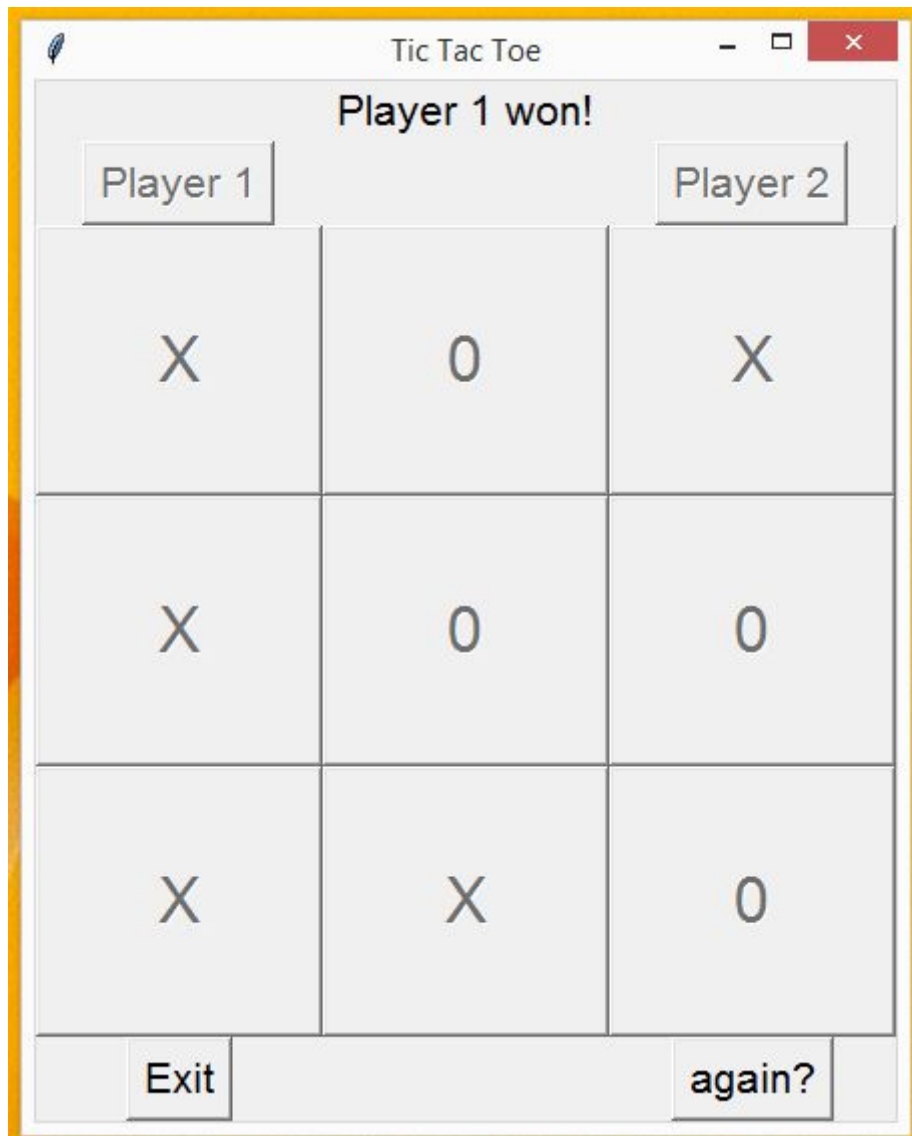 Tic Tac Toe
Player 1 won!
Player 1 Player 2
X 0 X
X 0 0
X X 0
Exit again?